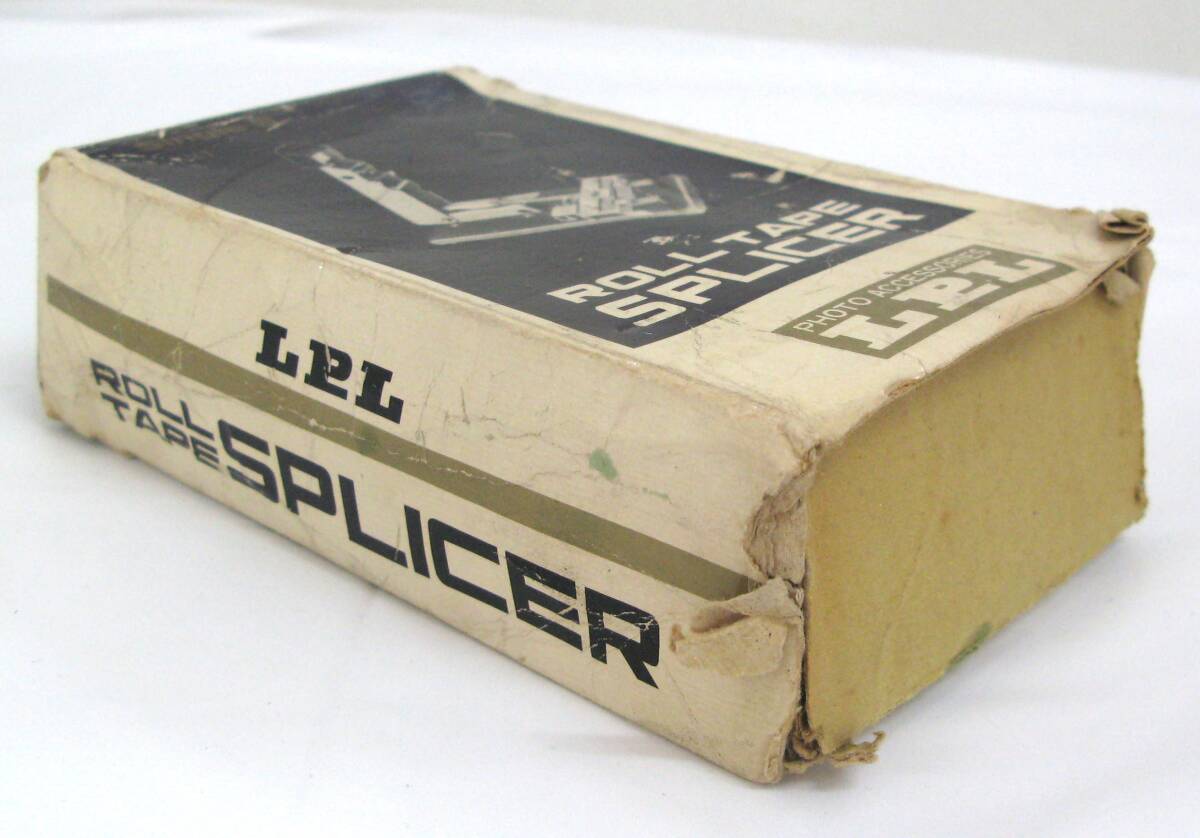 ROLL TAPE
SPLICER
PHOTO ACCESSORIES
LPL
LPL
ROLL
TAPE
SPLICER